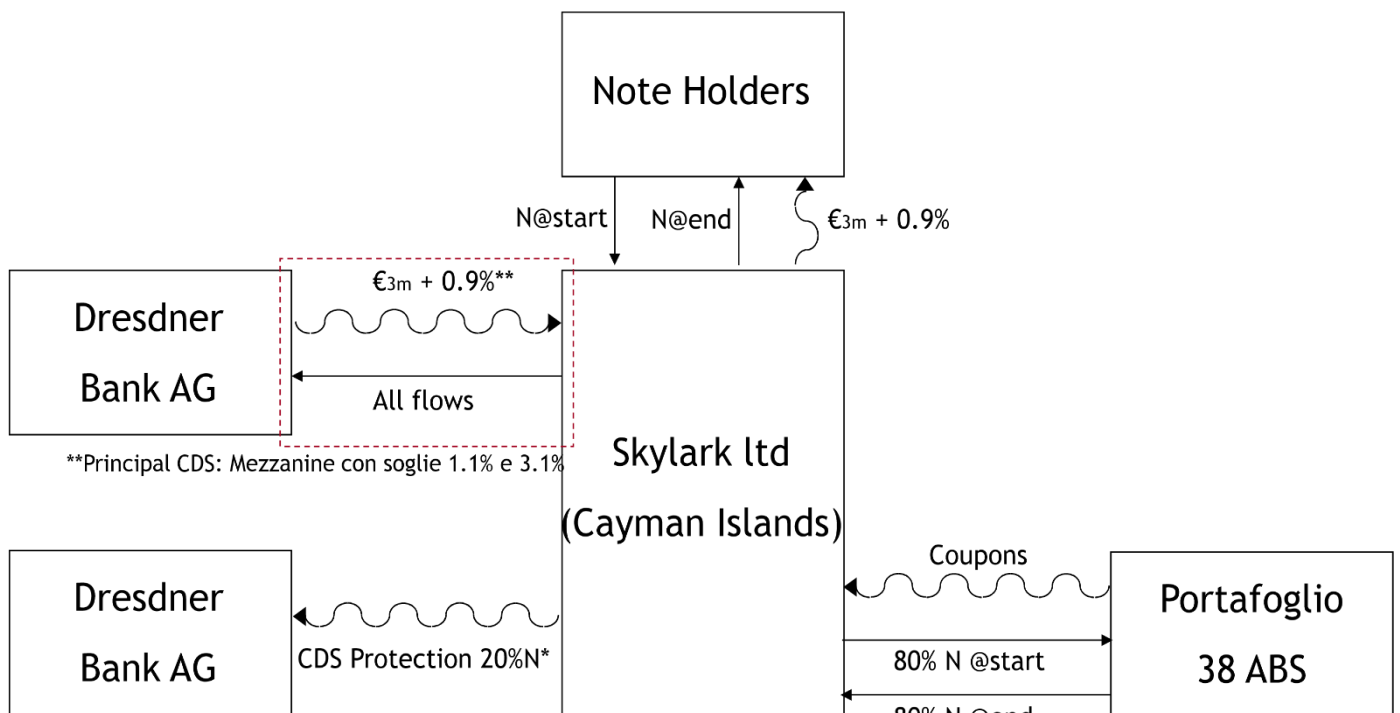 Note Holders
N@start
N@end
€3m + 0.9%
€3m + 0.9%**
Dresdner
Bank AG
All flows
**Principal CDS: Mezzanine con soglie 1.1% e 3.1%
Skylark ltd
(Cayman Islands)
Dresdner
Bank AG
CDS Protection 20%N*
Coupons
Portafoglio
38 ABS
80% N @start
80% N @end